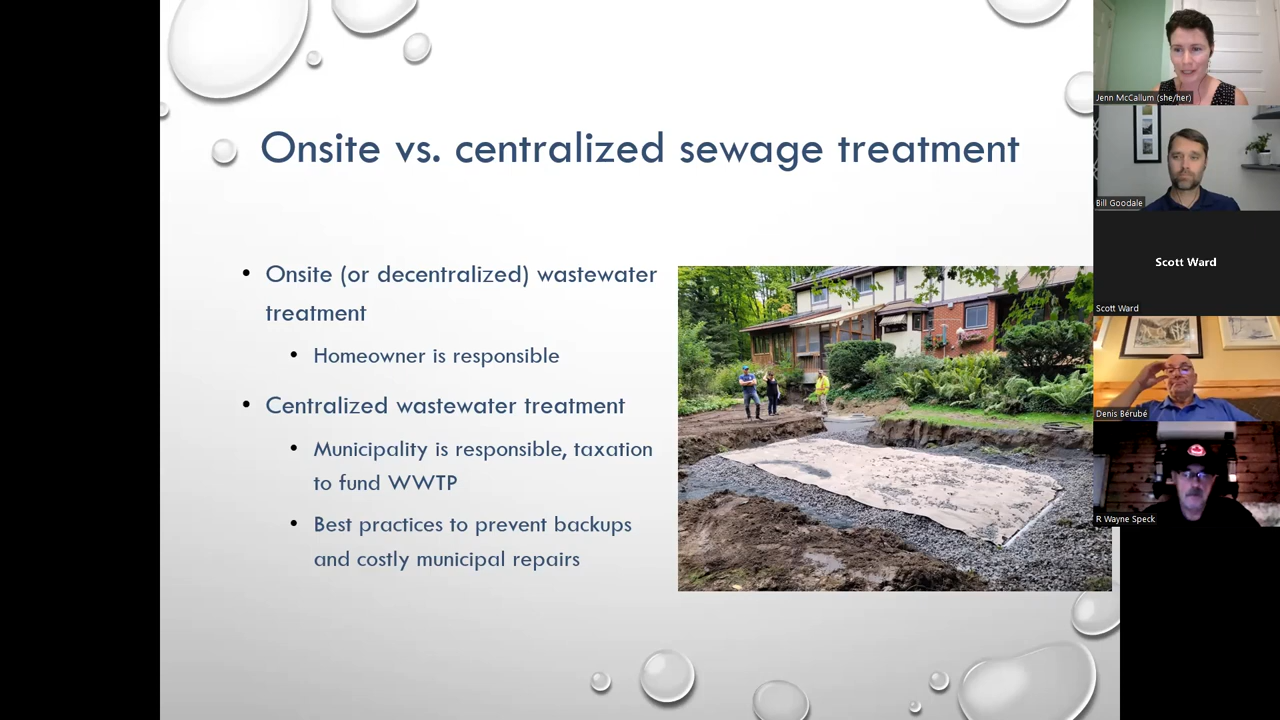 Onsite vs. centralized sewage treatment
• Onsite (or decentralized) wastewater
treatment
• Homeowner is responsible
• Centralized wastewater treatment
• Municipality is responsible, taxation
to fund WWTP
• Best practices to prevent backups
and costly municipal repairs
Jenn McCallum (she/her)
Bill Goodale
Scott Ward
Scott Ward
Denis Bérubé
R Wayne Speck